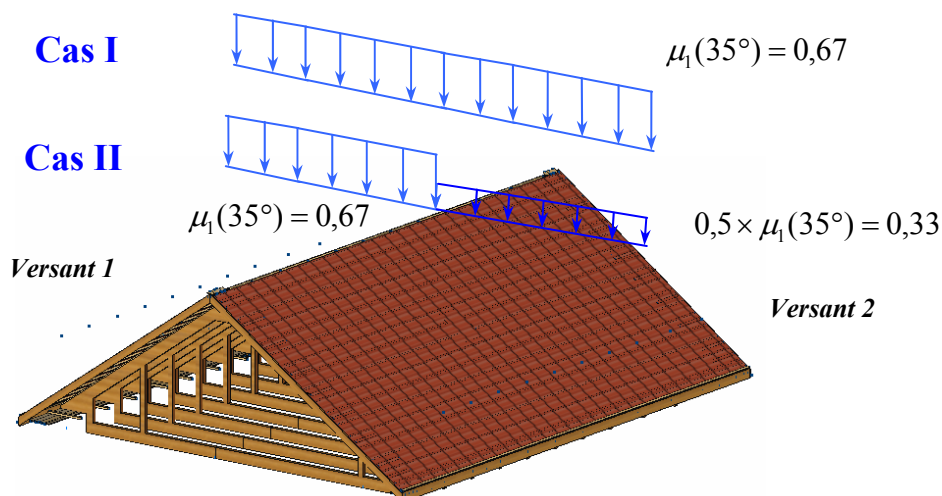 Cas I
μ₁(35°) = 0,67
Cas II
μ₁(35°) = 0,67
0,5 × μ₁(35°) = 0,33
Versant 1
Versant 2